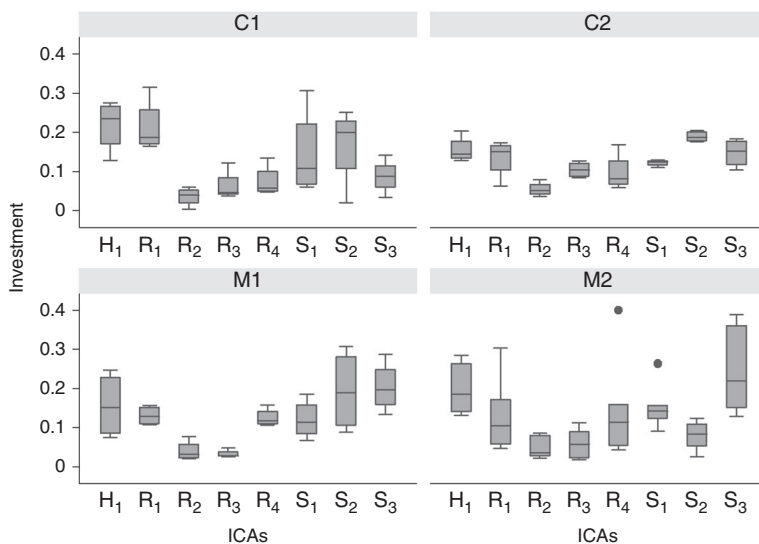 C1 C2
0.4
0.3
0.2
0.1
0
H1 R1 R2 R3 R4 S1 S2 S3 H1 R1 R2 R3 R4 S1 S2 S3
Investment
M1 M2
0.4
0.3
0.2
0.1
0
H1 R1 R2 R3 R4 S1 S2 S3 H1 R1 R2 R3 R4 S1 S2 S3
ICAs ICAs